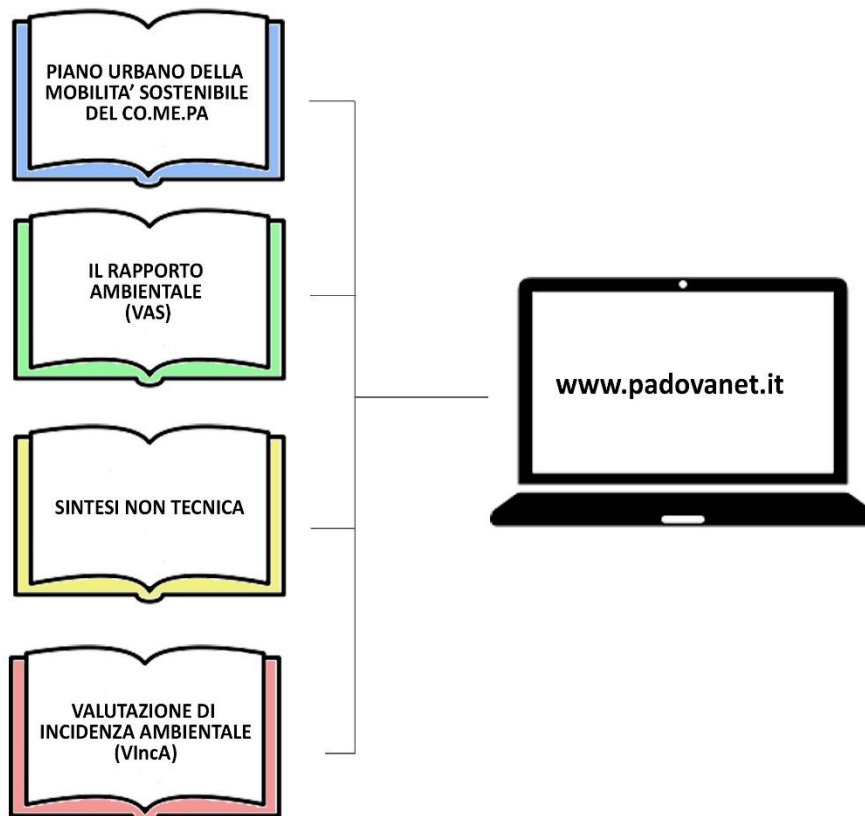 PIANO URBANO DELLA
MOBILITA’ SOSTENIBILE
DEL CO.ME.PA
IL RAPPORTO
AMBIENTALE
(VAS)
SINTESI NON TECNICA
VALUTAZIONE DI
INCIDENZA AMBIENTALE
(VIncA)
www.padovanet.it